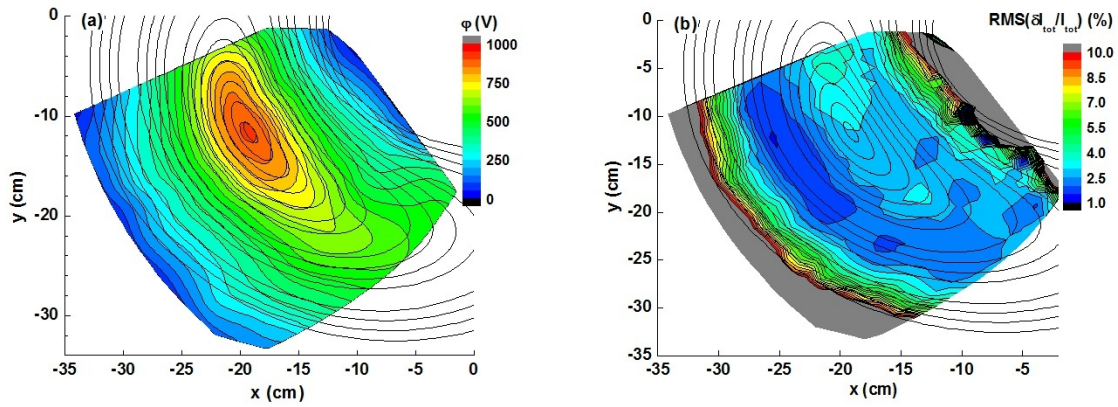 (a)
φ (V)
1000
750
500
250
0
0
-10
-20
-30
y (cm)
-35 -30 -25 -20 -15 -10 -5 0
x (cm)
(b)
RMS(δI_tot/I_tot) (%)
10.0
8.5
7.0
6.0
4.0
2.5
1.0
0
-5
-10
-15
-20
-25
-30
-35
y (cm)
-35 -30 -25 -20 -15 -10 -5
x (cm)